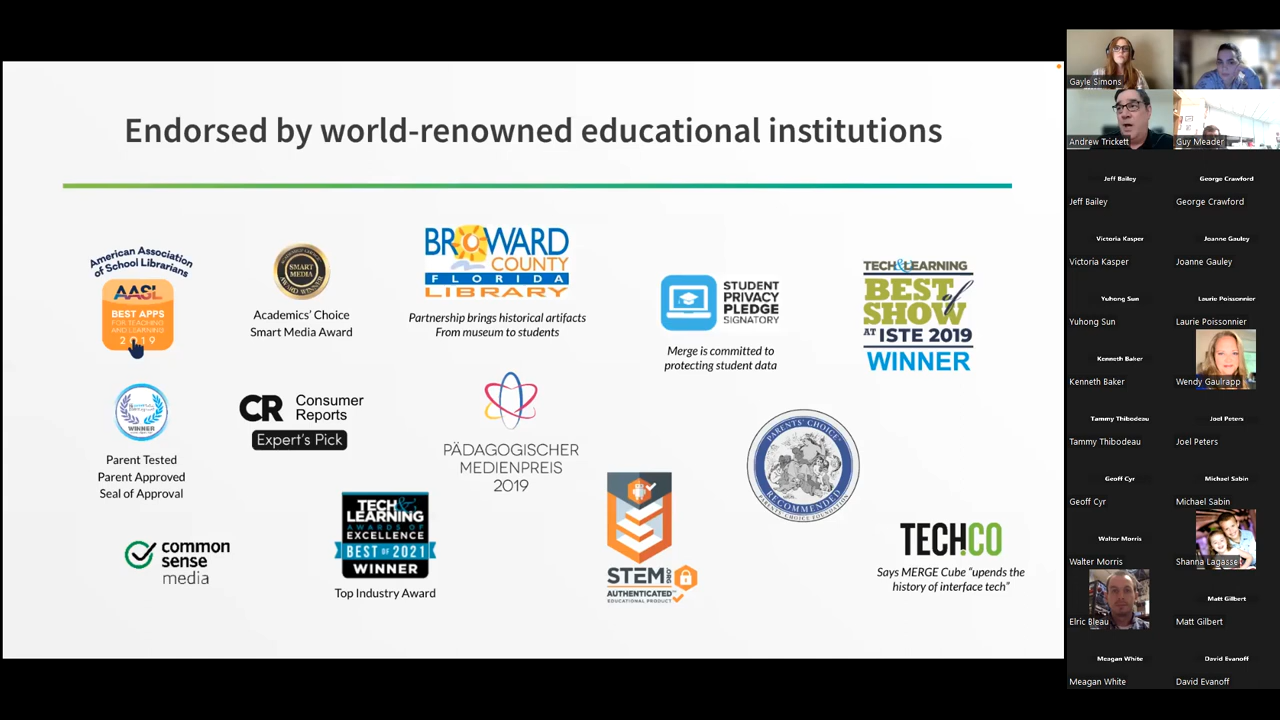 Endorsed by world-renowned educational institutions
American Association
of School Librarians
AASL
BEST APPS
FOR TEACHING
AND LEARNING
2019
SMART
MEDIA
Academics’ Choice
Smart Media Award
BROWARD
COUNTY
FLORIDA
LIBRARY
Partnership brings historical artifacts
From museum to students
STUDENT
PRIVACY
PLEDGE
SIGNATORY
Merge is committed to
protecting student data
TECH&LEARNING
BEST
of
SHOW
AT ISTE 2019
WINNER
WINNER
Parent Tested
Parent Approved
Seal of Approval
CR Consumer
Reports
Expert’s Pick
PÄDAGOGISCHER
MEDIENPREIS
2019
PARENTS' CHOICE
RECOMMENDED
PARENTS' CHOICE FOUNDATION
common
sense
media
TECH&
LEARNING
AWARDS OF
EXCELLENCE
BEST OF 2021
WINNER
Top Industry Award
STEM.ORG
AUTHENTICATED™
EDUCATIONAL PRODUCT
TECH.CO
Says MERGE Cube “upends the
history of interface tech”
Gayle Simons
Andrew Trickett
Guy Meader
Jeff Bailey
George Crawford
Jeff Bailey
George Crawford
Victoria Kasper
Joanne Gauley
Victoria Kasper
Joanne Gauley
Yuhong Sun
Laurie Poissonnier
Yuhong Sun
Laurie Poissonnier
Kenneth Baker
Kenneth Baker
Wendy Gaulrapp
Tammy Thibodeau
Joel Peters
Tammy Thibodeau
Joel Peters
Geoff Cyr
Michael Sabin
Geoff Cyr
Michael Sabin
Walter Morris
Walter Morris
Shanna Lagasse
Matt Gilbert
Elric Bleau
Matt Gilbert
Meagan White
David Evanoff
Meagan White
David Evanoff